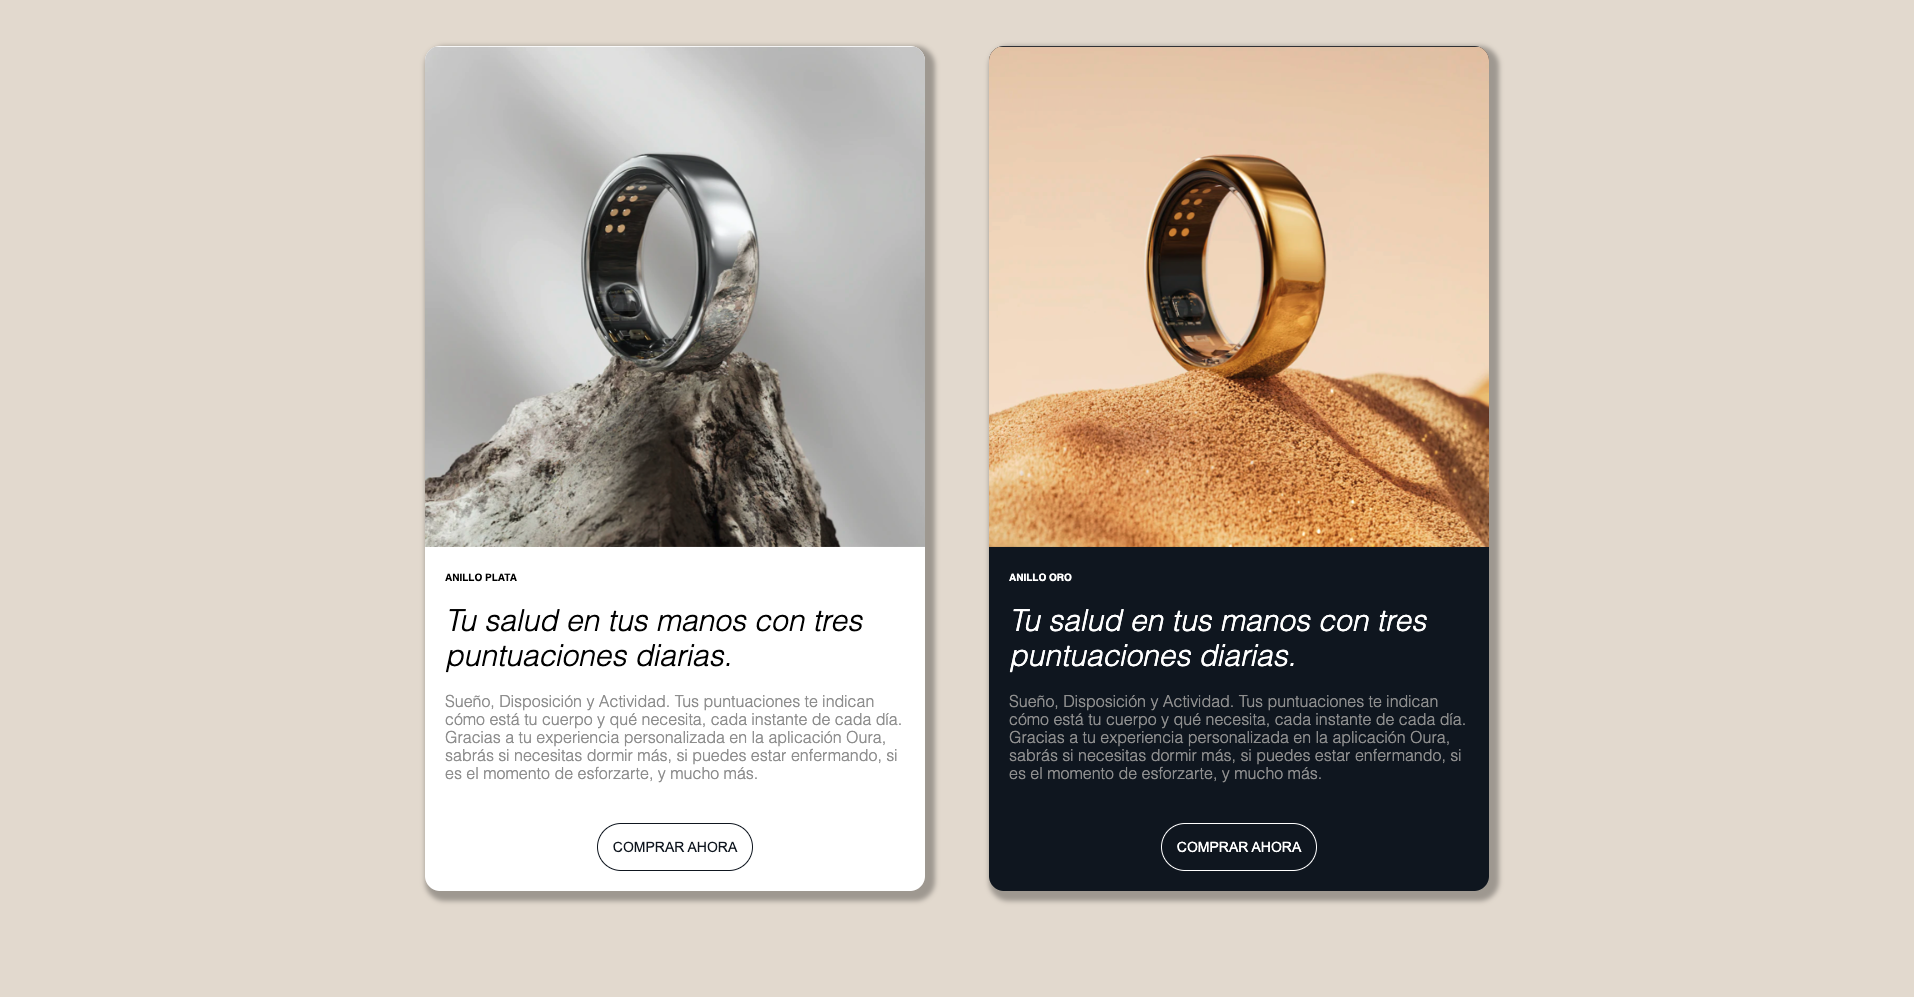 ANILLO PLATA
Tu salud en tus manos con tres
puntuaciones diarias.
Sueño, Disposición y Actividad. Tus puntuaciones te indican
cómo está tu cuerpo y qué necesita, cada instante de cada día.
Gracias a tu experiencia personalizada en la aplicación Oura,
sabrás si necesitas dormir más, si puedes estar enfermando, si
es el momento de esforzarte, y mucho más.
COMPRAR AHORA
ANILLO ORO
Tu salud en tus manos con tres
puntuaciones diarias.
Sueño, Disposición y Actividad. Tus puntuaciones te indican
cómo está tu cuerpo y qué necesita, cada instante de cada día.
Gracias a tu experiencia personalizada en la aplicación Oura,
sabrás si necesitas dormir más, si puedes estar enfermando, si
es el momento de esforzarte, y mucho más.
COMPRAR AHORA